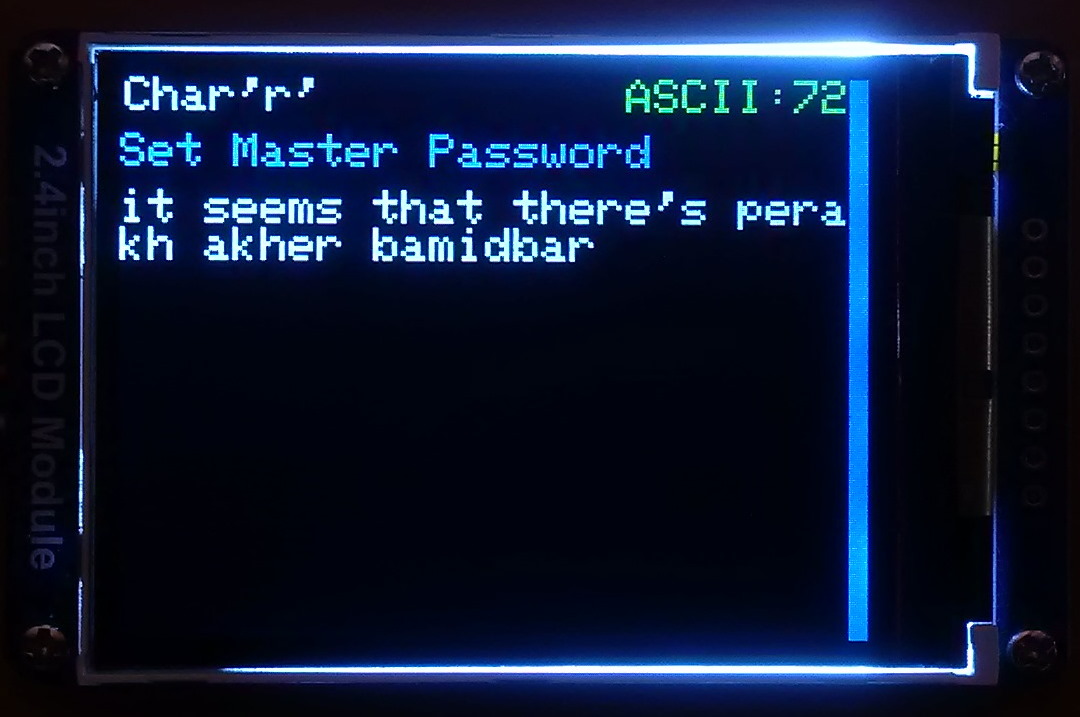 Char'r' ASCII:72
Set Master Password
it seems that there's pera
kh akher bamidbar
2.4inch LCD Module